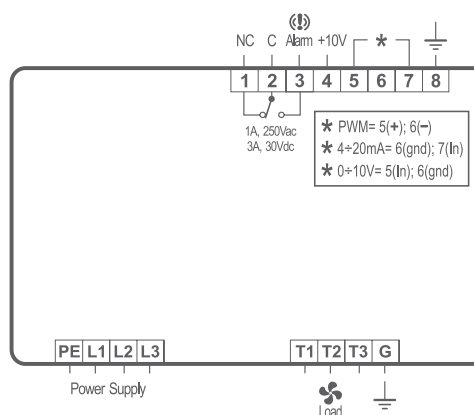 NC C Alarm +10V *
1 2 3 4 5 6 7 8
1A, 250Vac
3A, 30Vdc
* PWM= 5(+); 6(–)
* 4÷20mA= 6(gnd); 7(In)
* 0÷10V= 5(In); 6(gnd)
PE L1 L2 L3 T1 T2 T3 G
Power Supply
Load